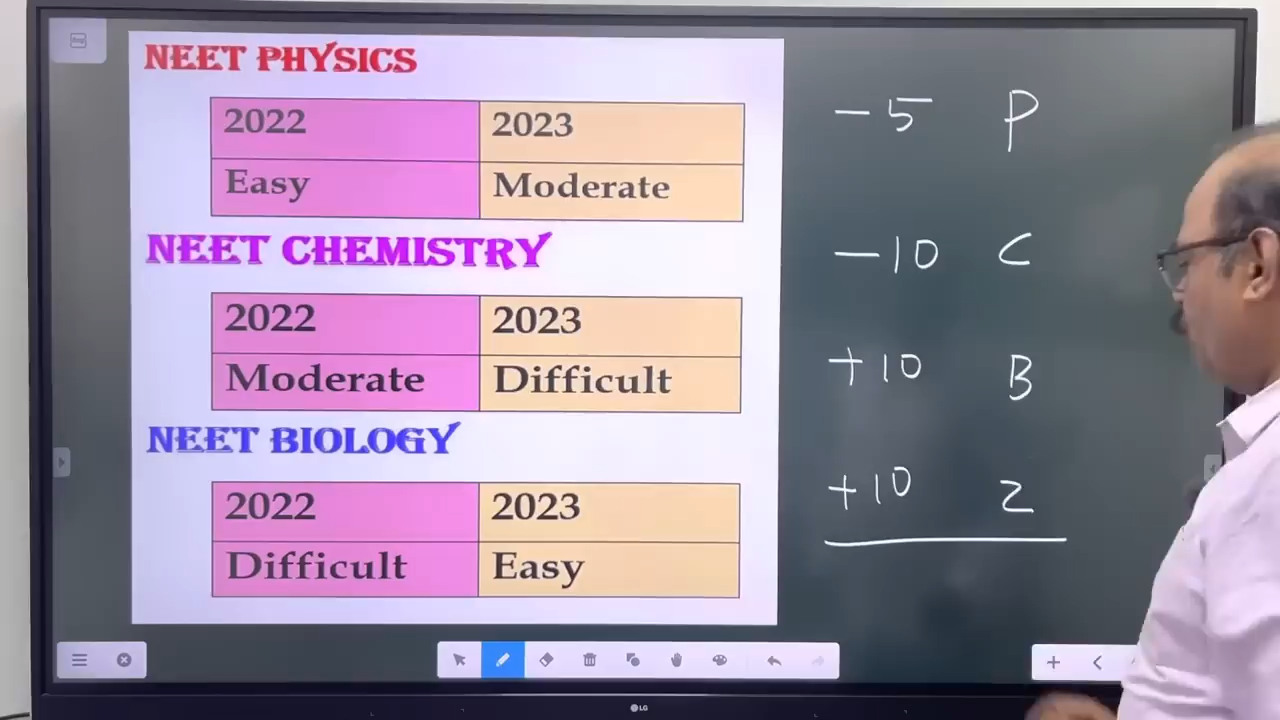 NEET PHYSICS
2022 2023
Easy Moderate
NEET CHEMISTRY
2022 2023
Moderate Difficult
NEET BIOLOGY
2022 2023
Difficult Easy
-5 P
-10 C
+10 B
+10 Z
LG